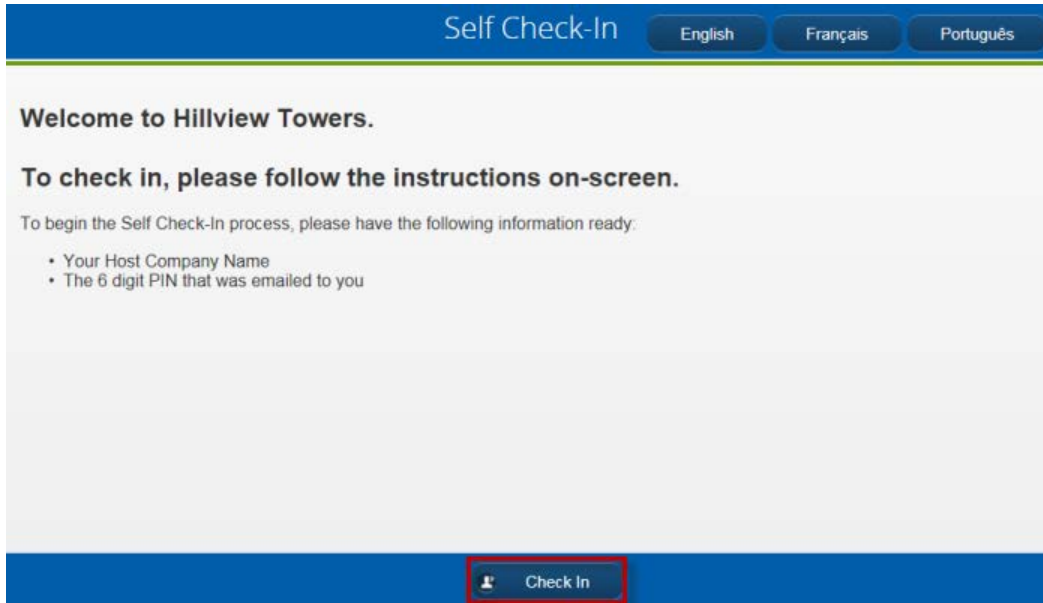 Self Check-In
English
Français
Português
Welcome to Hillview Towers.
To check in, please follow the instructions on-screen.
To begin the Self Check-In process, please have the following information ready:
• Your Host Company Name
• The 6 digit PIN that was emailed to you
Check In